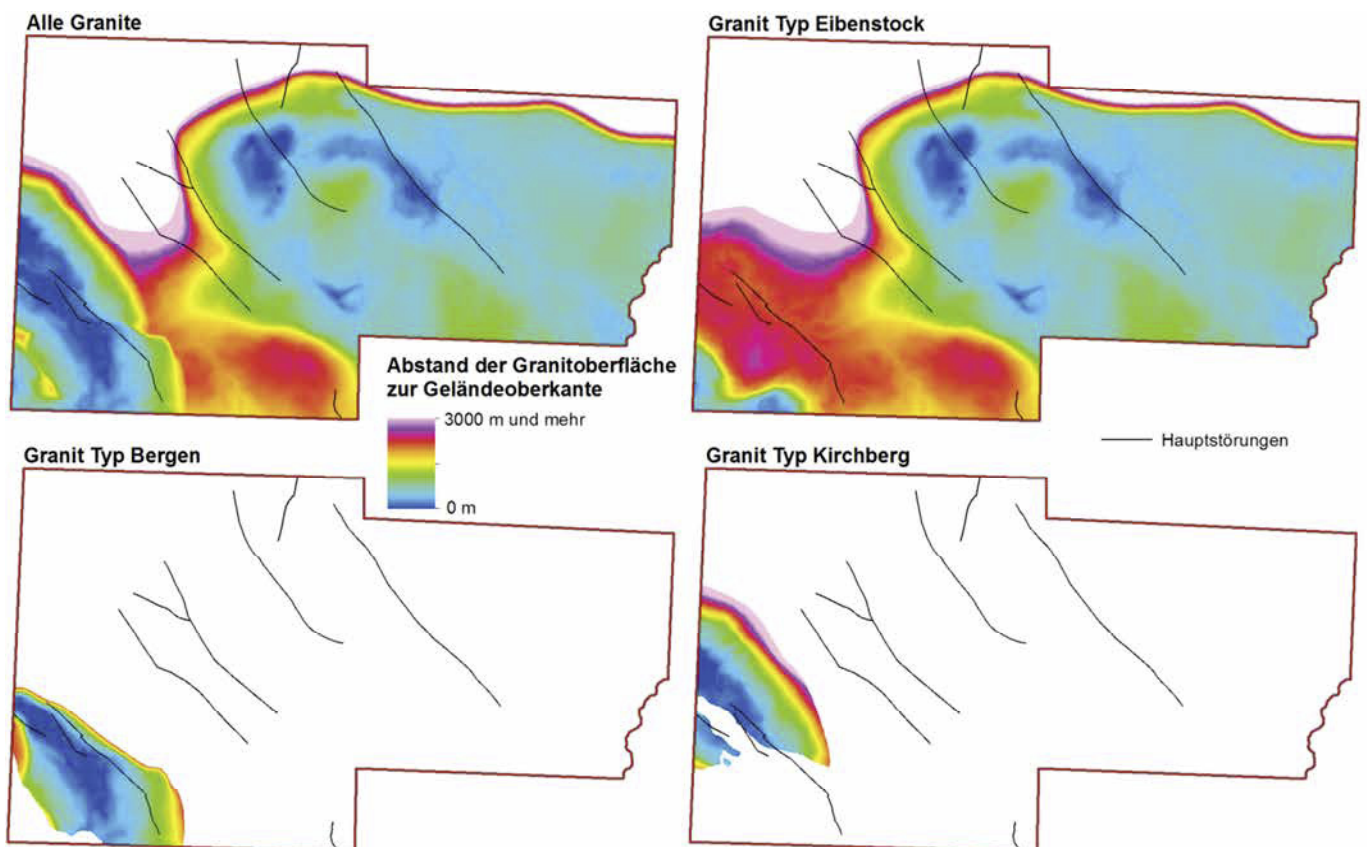 Alle Granite
Granit Typ Eibenstock
Abstand der Granitoberfläche
zur Geländeoberkante
3000 m und mehr
0 m
Hauptstörungen
Granit Typ Bergen
Granit Typ Kirchberg